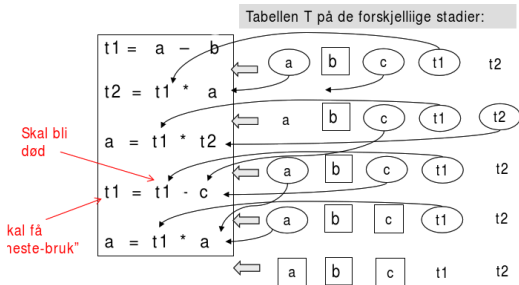 Tabellen T på de forskjelliige stadier:
t1 = a - b
a b c t1 t2
t2 = t1 * a
a b c t1 t2
a = t1 * t2
Skal bli
død
a b c t1 t2
t1 = t1 - c
kal få
neste-bruk”
a b c t1 t2
a = t1 * a
a b c t1 t2